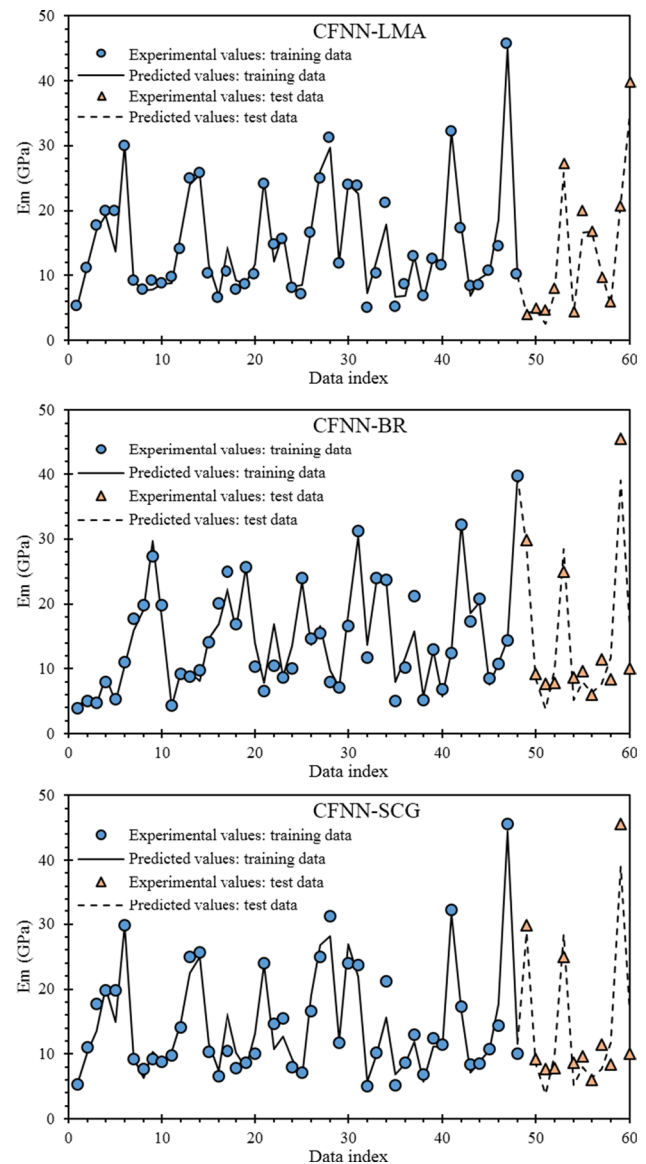 CFNN-LMA
Experimental values: training data
Predicted values: training data
Experimental values: test data
Predicted values: test data
Em (GPa)
50
40
30
20
10
0
0 10 20 30 40 50 60
Data index
CFNN-BR
Experimental values: training data
Predicted values: training data
Experimental values: test data
Predicted values: test data
Em (GPa)
50
40
30
20
10
0
0 10 20 30 40 50 60
Data index
CFNN-SCG
Experimental values: training data
Predicted values: training data
Experimental values: test data
Predicted values: test data
Em (GPa)
50
40
30
20
10
0
0 10 20 30 40 50 60
Data index